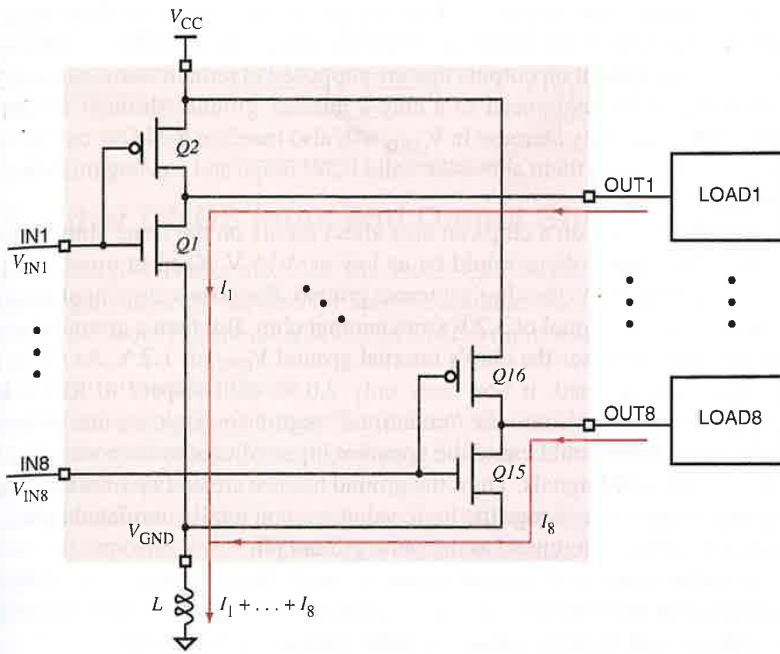 V_CC
Q2
OUT1
LOAD1
IN1
Q1
V_IN1
I_1
Q16
OUT8
LOAD8
IN8
Q15
V_IN8
V_GND
I_8
L
I_1 + . . . + I_8